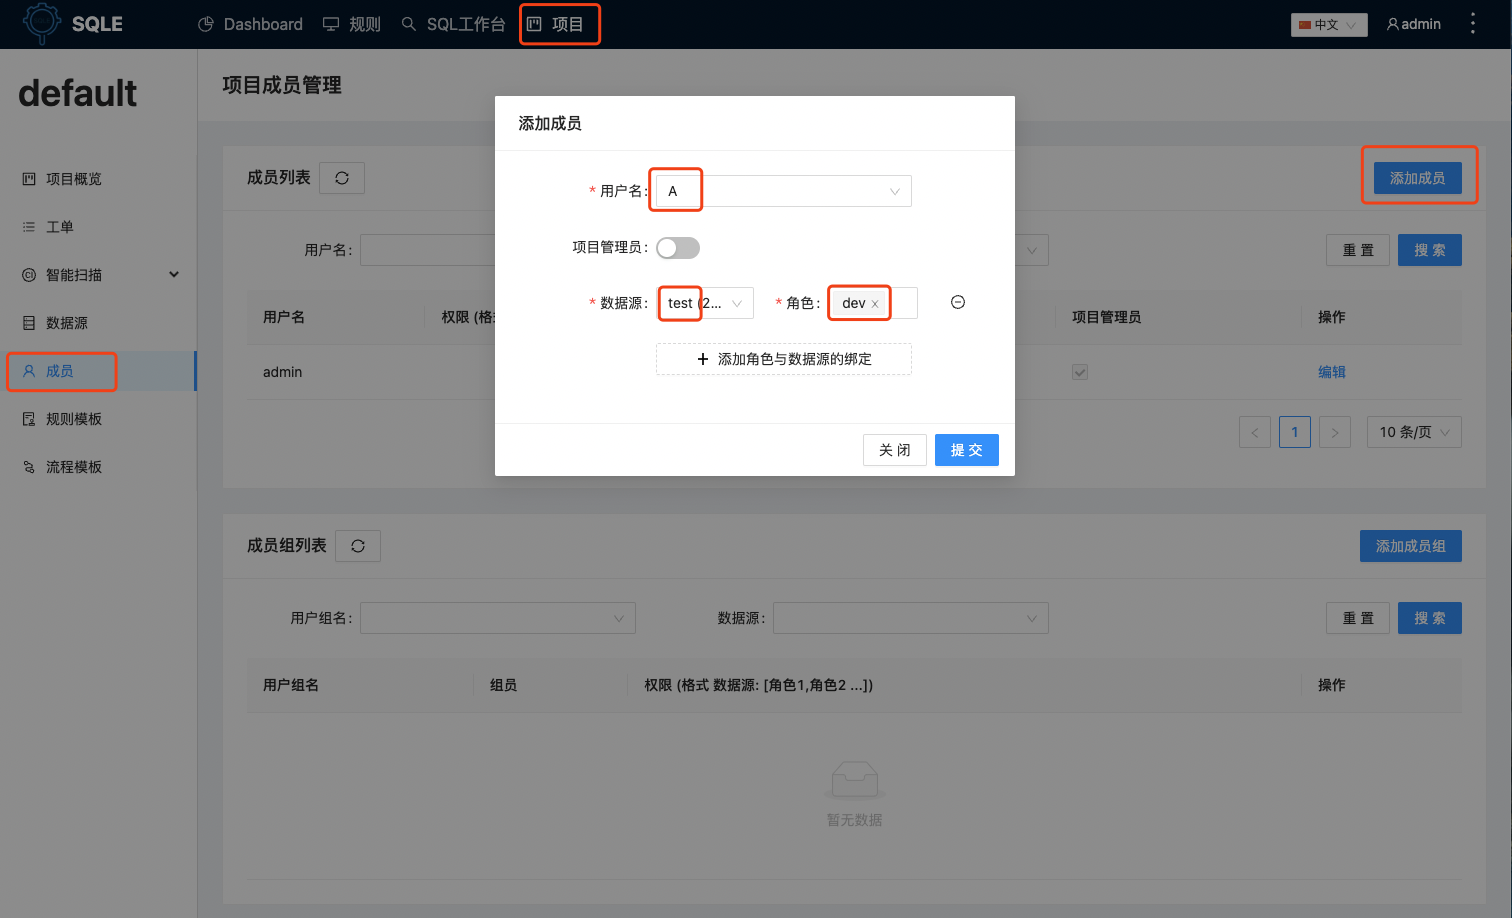 SQLE Dashboard 规则 SQL工作台 项目 中文 admin
default
项目概览
工单
智能扫描
数据源
成员
规则模板
流程模板
项目成员管理
成员列表 添加成员
用户名: 重 置 搜 索
用户名 权限 (格 项目管理员 操作
admin 编辑
1 10 条/页
添加成员
* 用户名: A
项目管理员:
* 数据源: test (2... * 角色: dev x
+ 添加角色与数据源的绑定
关 闭 提 交
成员组列表 添加成员组
用户组名: 数据源: 重 置 搜 索
用户组名 组员 权限 (格式 数据源: [角色1,角色2 ...]) 操作
暂无数据